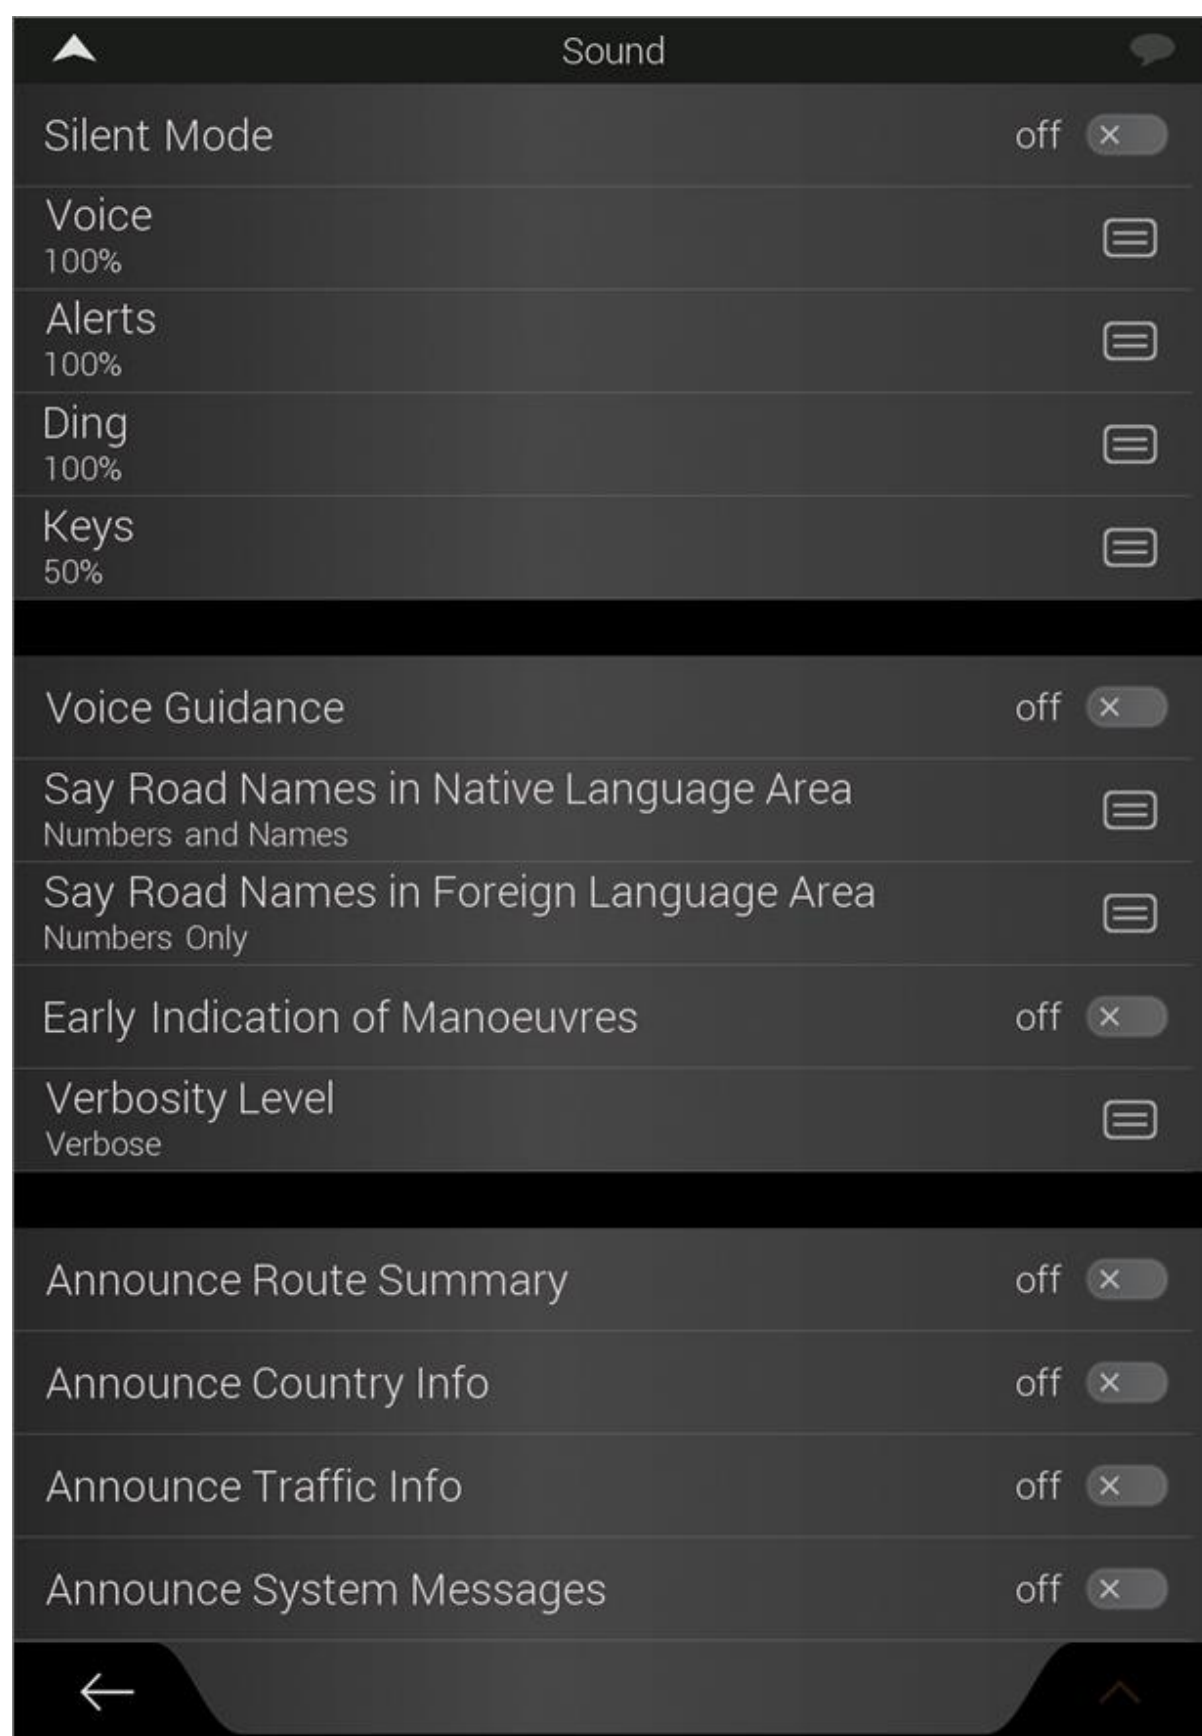 Sound
Silent Mode off
Voice
100%
Alerts
100%
Ding
100%
Keys
50%
Voice Guidance off
Say Road Names in Native Language Area
Numbers and Names
Say Road Names in Foreign Language Area
Numbers Only
Early Indication of Manoeuvres off
Verbosity Level
Verbose
Announce Route Summary off
Announce Country Info off
Announce Traffic Info off
Announce System Messages off